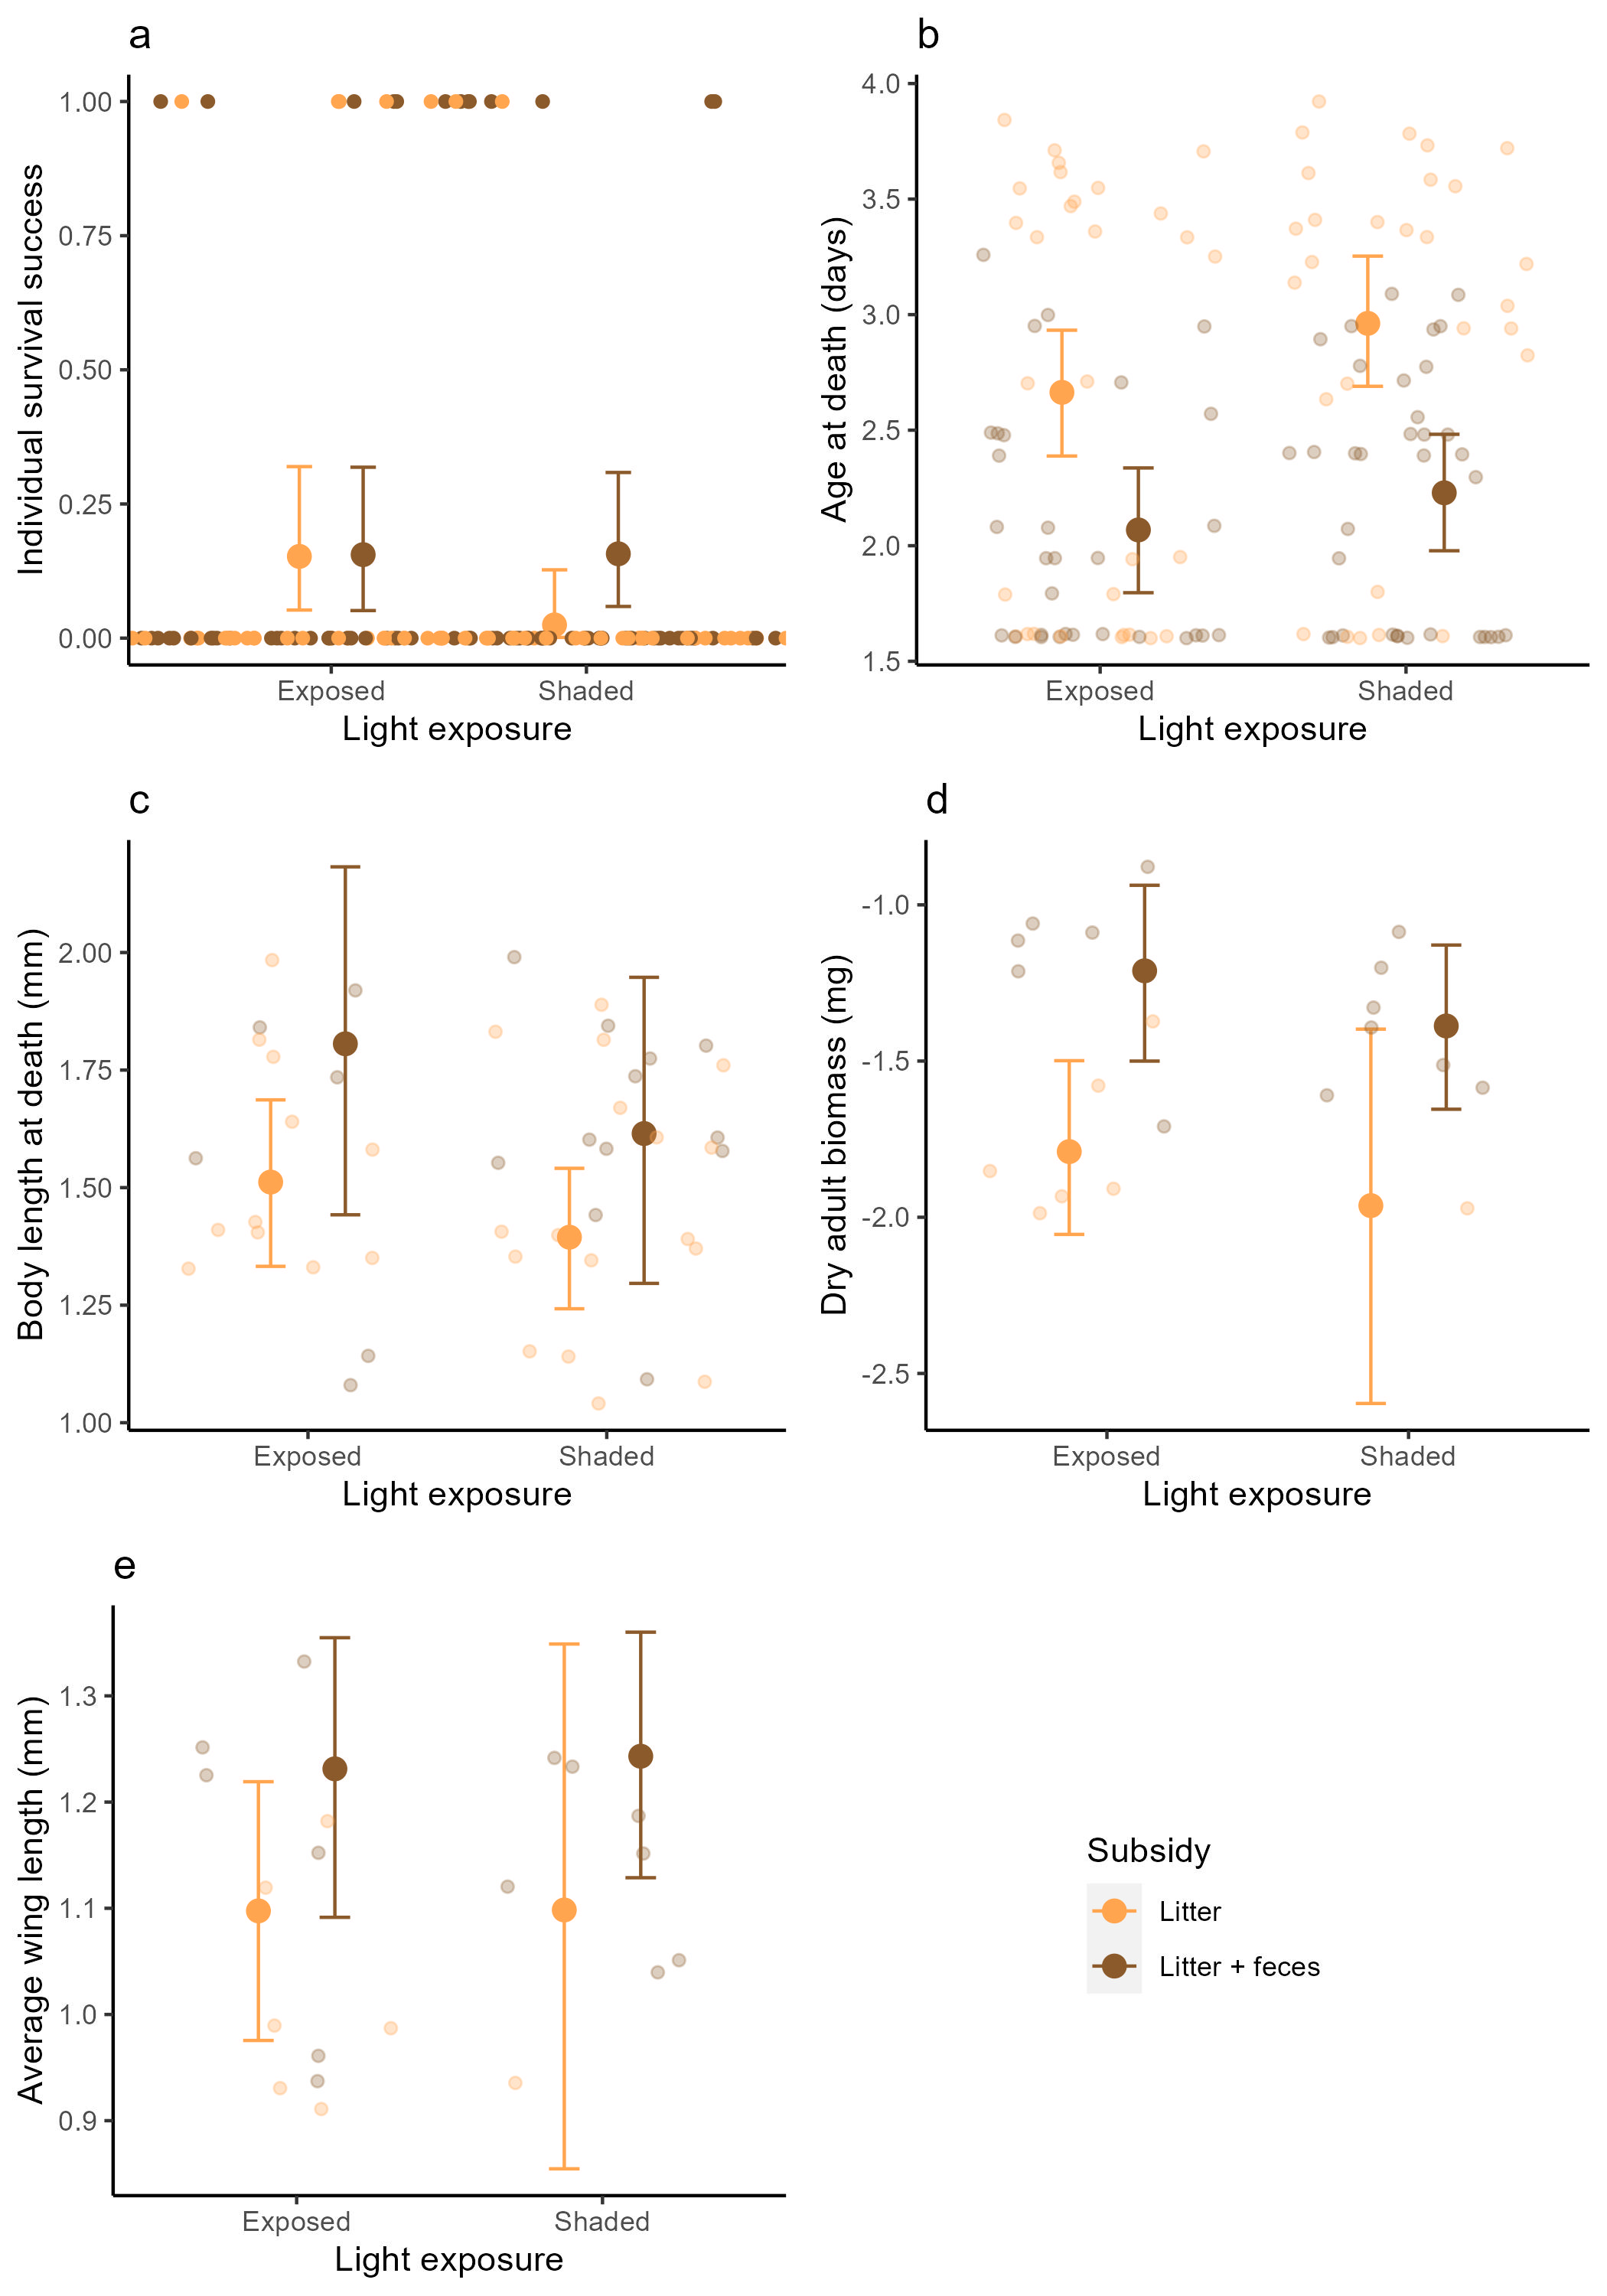 a
Individual survival success
1.00
0.75
0.50
0.25
0.00
Exposed
Shaded
Light exposure
b
Age at death (days)
4.0
3.5
3.0
2.5
2.0
1.5
Exposed
Shaded
Light exposure
c
Body length at death (mm)
2.00
1.75
1.50
1.25
1.00
Exposed
Shaded
Light exposure
d
Dry adult biomass (mg)
-1.0
-1.5
-2.0
-2.5
Exposed
Shaded
Light exposure
e
Average wing length (mm)
1.3
1.2
1.1
1.0
0.9
Exposed
Shaded
Light exposure
Subsidy
Litter
Litter + feces